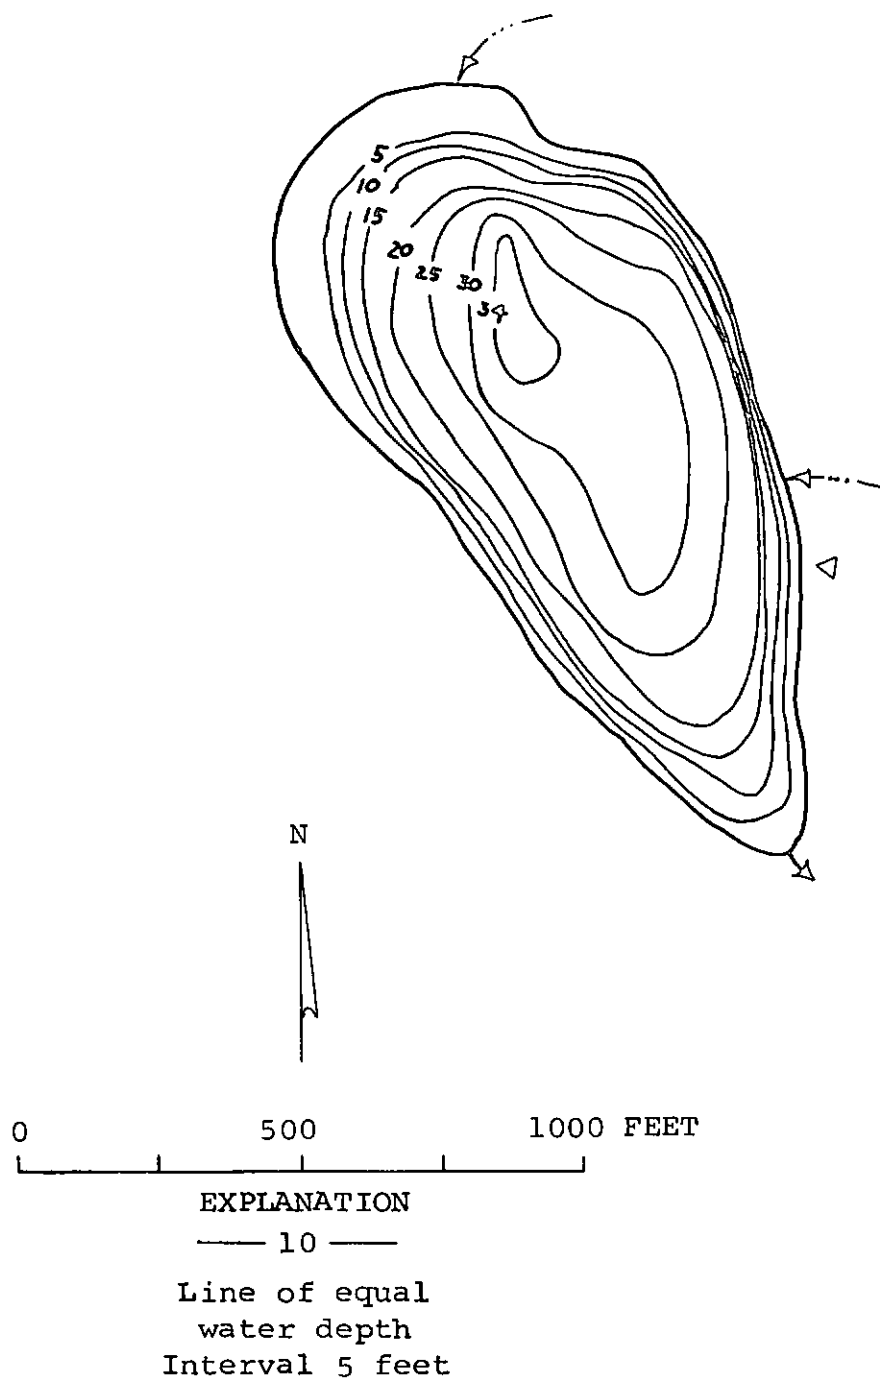 5
10
15
20
25
30
34
N
0 500 1000 FEET
EXPLANATION
10
Line of equal
water depth
Interval 5 feet